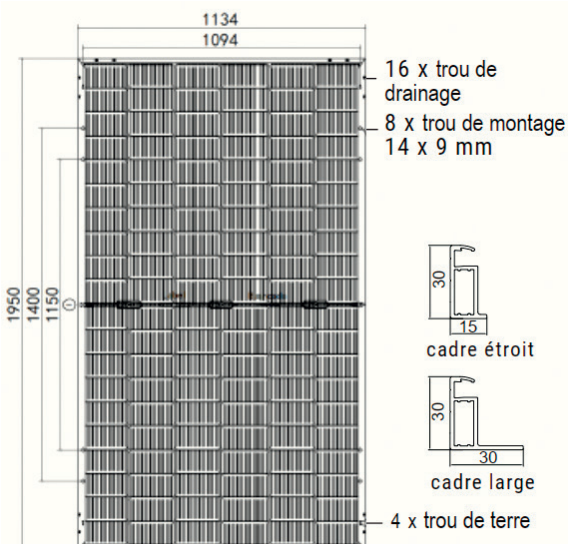 1134
1094
16 x trou de
drainage
8 x trou de montage
14 x 9 mm
1950
1400
1150
30
15
cadre étroit
30
30
cadre large
4 x trou de terre